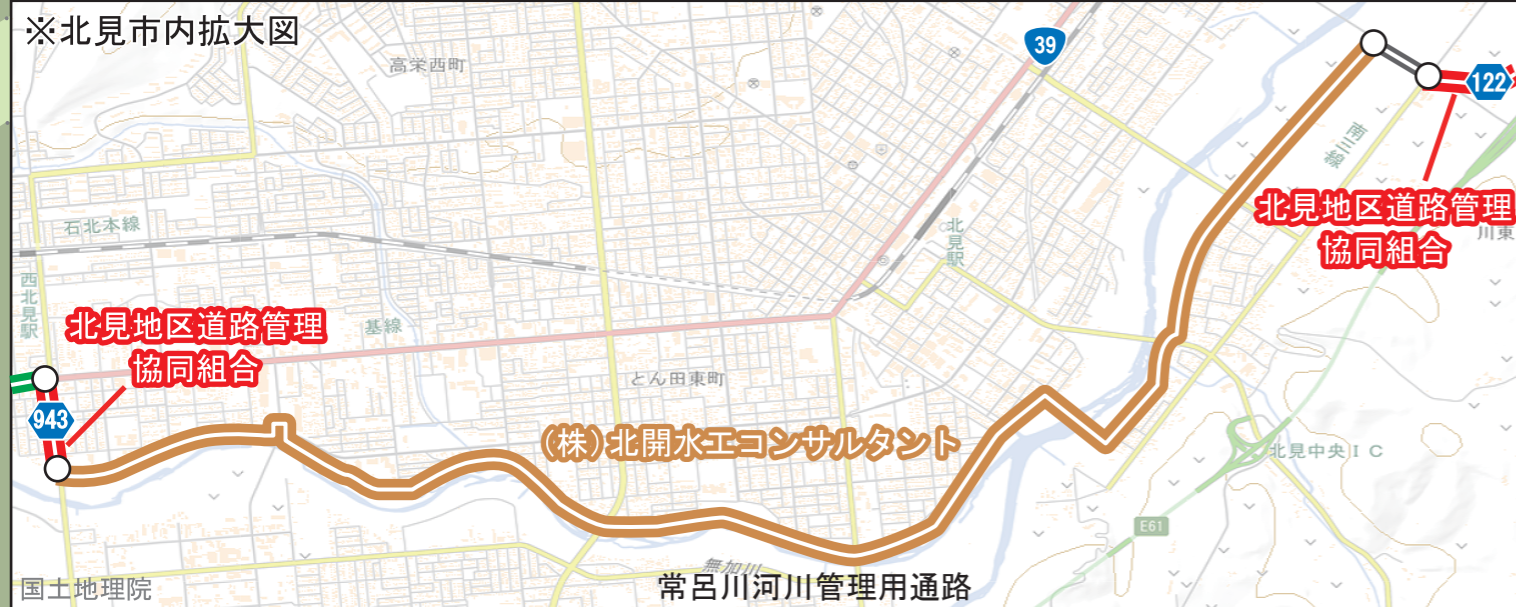 ※北見市内拡大図
39
高栄西町
122
南三線
北見地区道路管理
協同組合
川東
石北本線
北見駅
西北見駅
北見地区道路管理
協同組合
基線
とん田東町
943
(株)北開水工コンサルタント
北見中央IC
E61
無加川
国土地理院
常呂川河川管理用通路